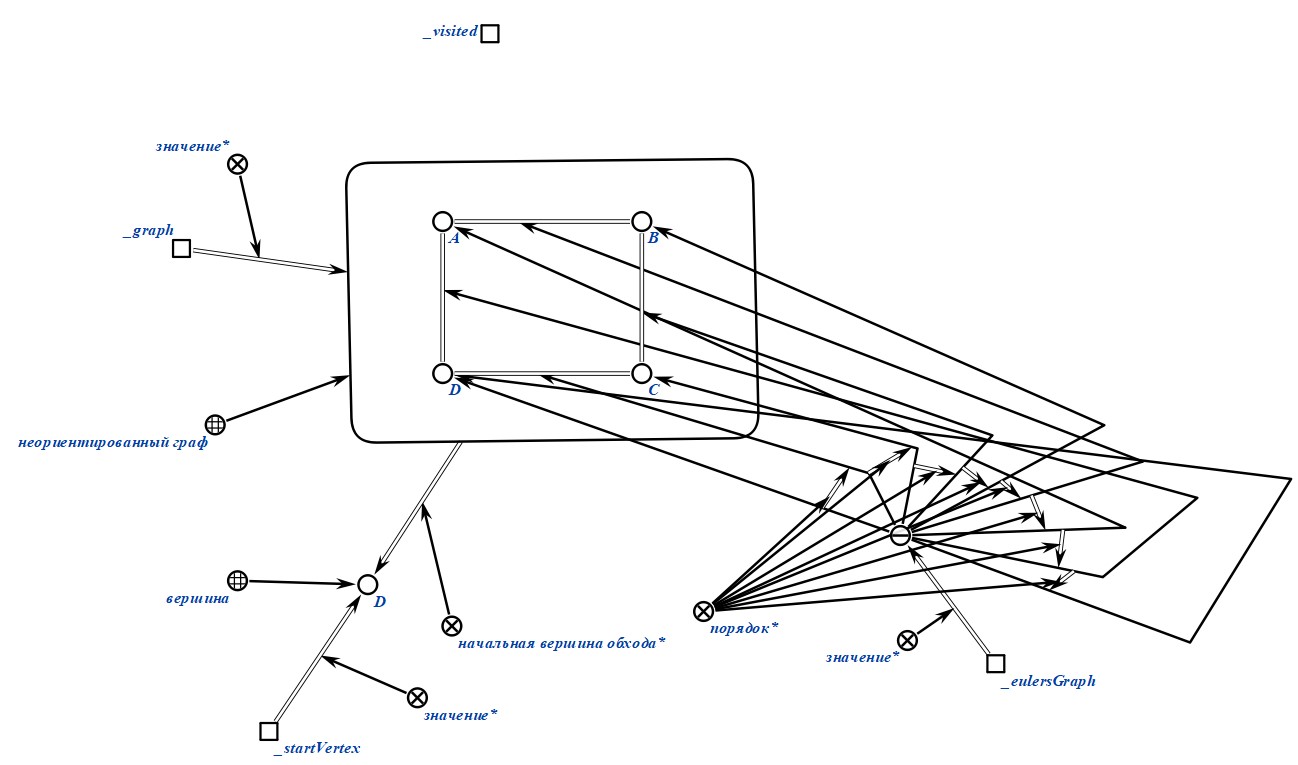 _visited
значение*
_graph
A
B
D
C
неориентированный граф
вершина
D
начальная вершина обхода*
порядок*
значение*
_eulersGraph
значение*
_startVertex